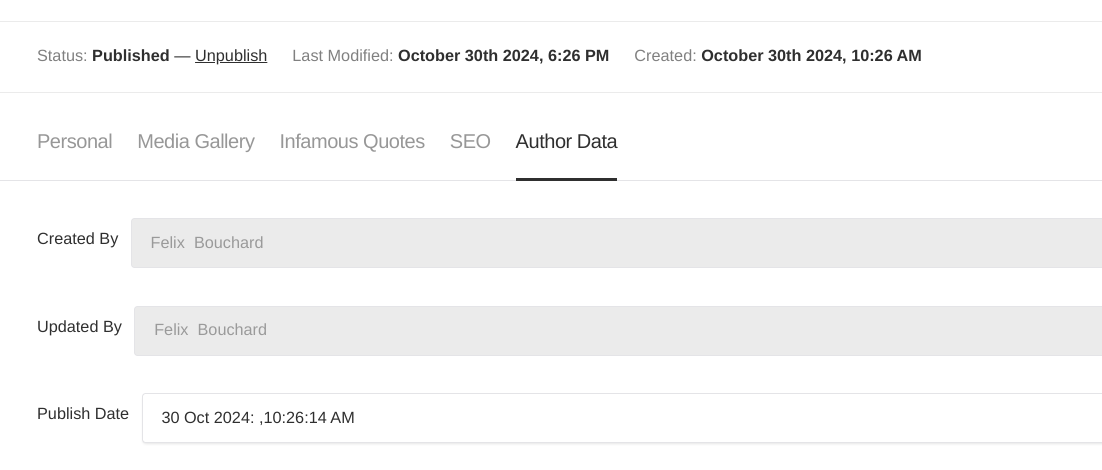 Status: Published — Unpublish Last Modified: October 30th 2024, 6:26 PM Created: October 30th 2024, 10:26 AM
Personal Media Gallery Infamous Quotes SEO Author Data
Created By Felix Bouchard
Updated By Felix Bouchard
Publish Date 30 Oct 2024: ,10:26:14 AM